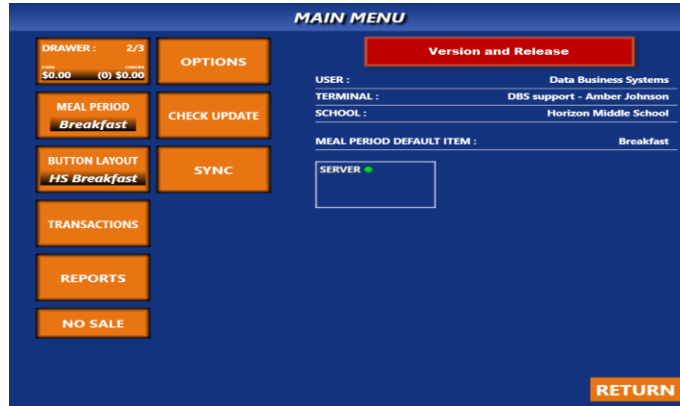 MAIN MENU
DRAWER : 2/3
$0.00 (0) $0.00
OPTIONS
MEAL PERIOD
Breakfast
CHECK UPDATE
BUTTON LAYOUT
HS Breakfast
SYNC
TRANSACTIONS
REPORTS
NO SALE
Version and Release
USER : Data Business Systems
TERMINAL : DBS support - Amber Johnson
SCHOOL : Horizon Middle School
MEAL PERIOD DEFAULT ITEM : Breakfast
SERVER
RETURN